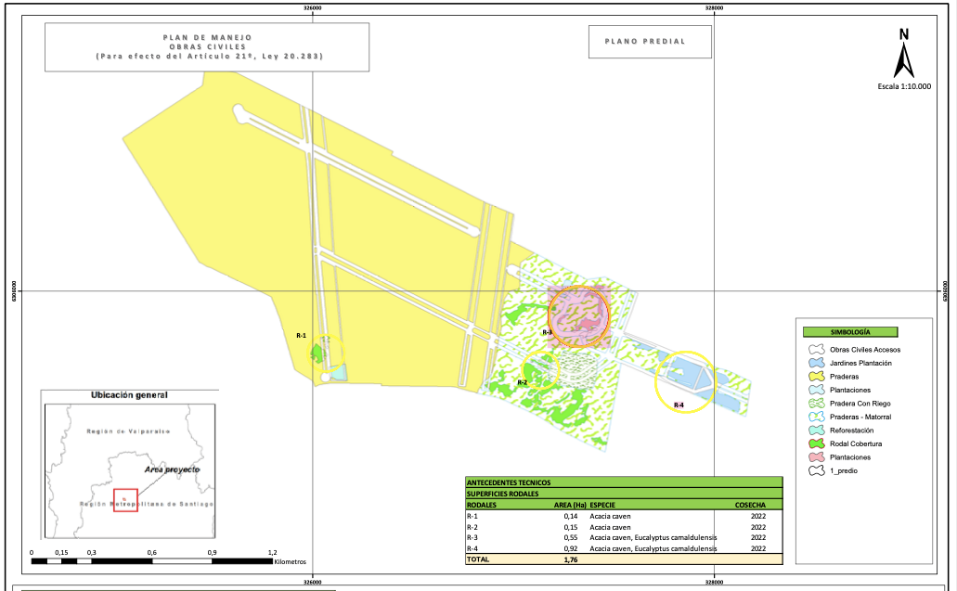 326000
328000
PLAN DE MANEJO
OBRAS CIVILES
(Para efecto del Artículo 21º, Ley 20.283)
PLANO PREDIAL
N
Escala 1:10.000
R-1
R-3
R-2
R-4
SIMBOLOGÍA
Obras Civiles Accesos
Jardines Plantación
Praderas
Plantaciones
Pradera Con Riego
Praderas - Matorral
Reforestación
Rodal Cobertura
Plantaciones
1_predio
Ubicación general
Región de Valparaíso
Area proyecto
Región Metropolitana de Santiago
0 0,15 0,3 0,6 0,9 1,2
Kilometros
ANTECEDENTES TECNICOS
SUPERFICIES RODALES
RODALES AREA (Ha) ESPECIE COSECHA
R-1 0,14 Acacia caven 2022
R-2 0,15 Acacia caven 2022
R-3 0,55 Acacia caven, Eucalyptus camaldulensis 2022
R-4 0,92 Acacia caven, Eucalyptus camaldulensis 2022
TOTAL 1,76
326000
328000